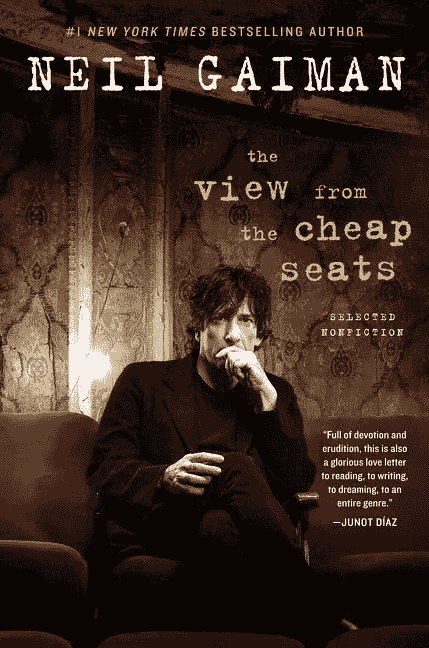 #1 NEW YORK TIMES BESTSELLING AUTHOR
NEIL GAIMAN
the
view from
the cheap
seats
SELECTED
NONFICTION
"Full of devotion and
erudition, this is also
a glorious love letter
to reading, to writing,
to dreaming, to an
entire genre."
—JUNOT DÍAZ